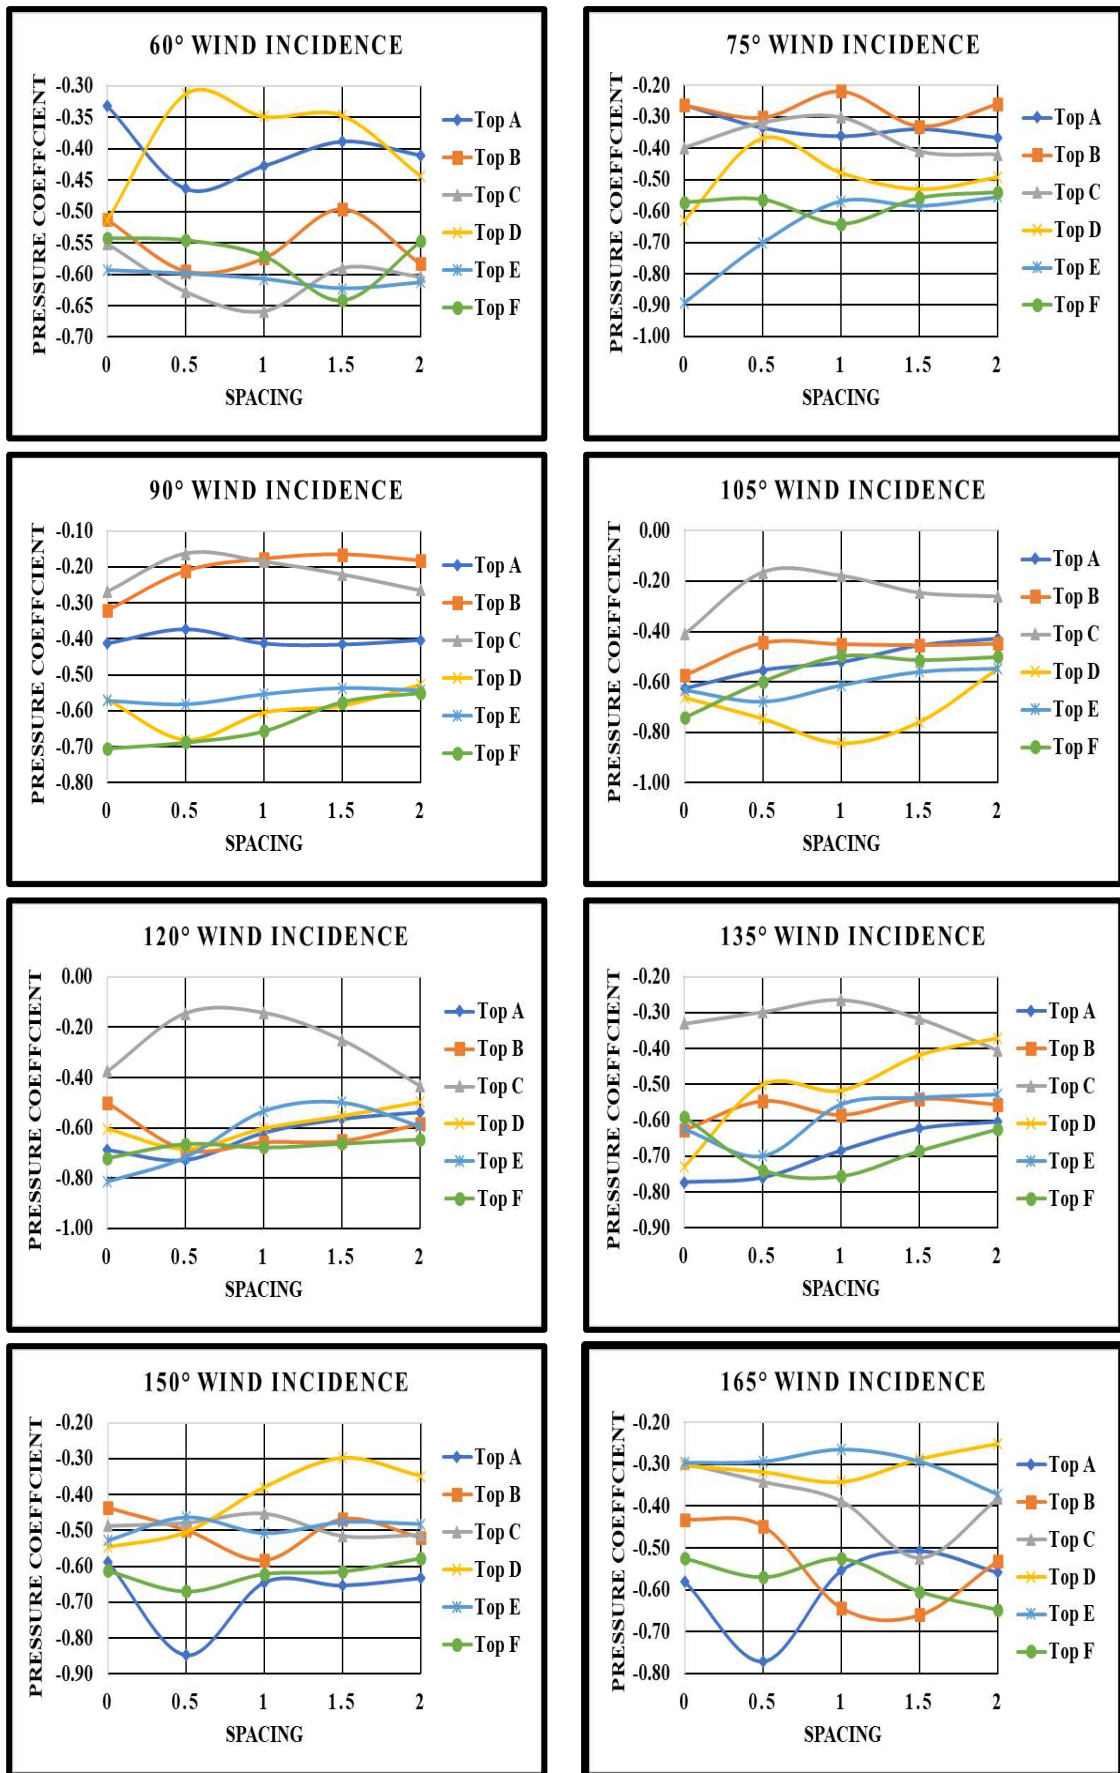 60° WIND INCIDENCE
PRESSURE COEFFCIENT
-0.30
-0.35
-0.40
-0.45
-0.50
-0.55
-0.60
-0.65
-0.70
0 0.5 1 1.5 2
SPACING
Top A
Top B
Top C
Top D
Top E
Top F
75° WIND INCIDENCE
PRESSURE COEFFCIENT
-0.20
-0.30
-0.40
-0.50
-0.60
-0.70
-0.80
-0.90
-1.00
0 0.5 1 1.5 2
SPACING
Top A
Top B
Top C
Top D
Top E
Top F
90° WIND INCIDENCE
PRESSURE COEFFCIENT
-0.10
-0.20
-0.30
-0.40
-0.50
-0.60
-0.70
-0.80
0 0.5 1 1.5 2
SPACING
Top A
Top B
Top C
Top D
Top E
Top F
105° WIND INCIDENCE
PRESSURE COEFFCIENT
0.00
-0.20
-0.40
-0.60
-0.80
-1.00
0 0.5 1 1.5 2
SPACING
Top A
Top B
Top C
Top D
Top E
Top F
120° WIND INCIDENCE
PRESSURE COEFFCIENT
0.00
-0.20
-0.40
-0.60
-0.80
-1.00
0 0.5 1 1.5 2
SPACING
Top A
Top B
Top C
Top D
Top E
Top F
135° WIND INCIDENCE
PRESSURE COEFFCIENT
-0.20
-0.30
-0.40
-0.50
-0.60
-0.70
-0.80
-0.90
0 0.5 1 1.5 2
SPACING
Top A
Top B
Top C
Top D
Top E
Top F
150° WIND INCIDENCE
PRESSURE COEFFCIENT
-0.20
-0.30
-0.40
-0.50
-0.60
-0.70
-0.80
-0.90
0 0.5 1 1.5 2
SPACING
Top A
Top B
Top C
Top D
Top E
Top F
165° WIND INCIDENCE
PRESSURE COEFFCIENT
-0.20
-0.30
-0.40
-0.50
-0.60
-0.70
-0.80
0 0.5 1 1.5 2
SPACING
Top A
Top B
Top C
Top D
Top E
Top F